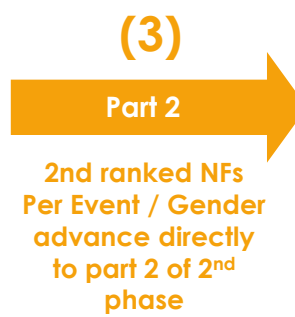 (3)
Part 2
2nd ranked NFs
Per Event / Gender
advance directly
to part 2 of 2nd
phase